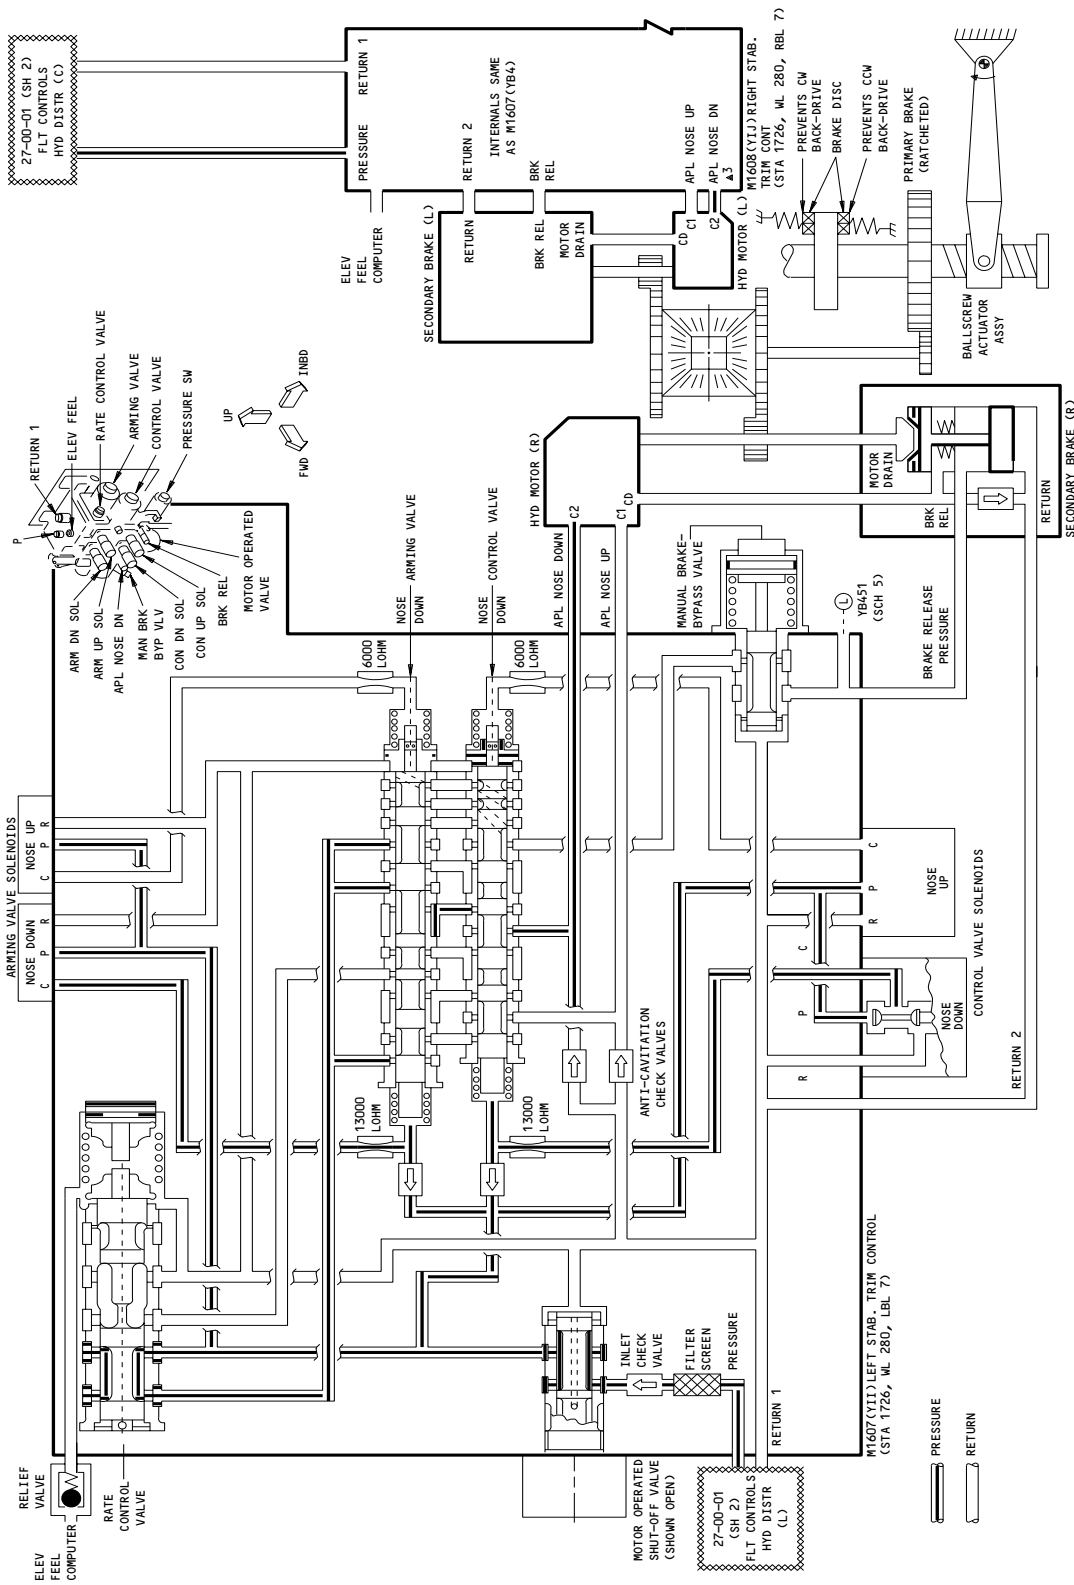 27-00-01 (SH 2)
FLT CONTROLS
HYD DISTR (C)
RETURN 1
PRESSURE
ELEV
FEEL
COMPUTER
INTERNALS SAME
AS M1607(YB4)
RETURN 2
BRK
REL
APL NOSE UP
APL NOSE DN
▲3
M1608(YIJ)RIGHT STAB.
TRIM CONT
(STA 1726, WL 280, RBL 7)
SECONDARY BRAKE (L)
RETURN
BRK REL
MOTOR
DRAIN
CD
C1
C2
HYD MOTOR (L)
PREVENTS CW
BACK-DRIVE
BRAKE DISC
PREVENTS CCW
BACK-DRIVE
PRIMARY BRAKE
(RATCHETED)
BALLSCREW
ACTUATOR
ASSY
P
RETURN 1
ELEV FEEL
RATE CONTROL VALVE
ARMING VALVE
CONTROL VALVE
PRESSURE SW
UP
INBD
FWD
ARM DN SOL
ARM UP SOL
APL NOSE DN
MAN BRK
BYP VLV
CON DN SOL
CON UP SOL
BRK REL
MOTOR OPERATED
VALVE
ARMING VALVE SOLENOIDS
NOSE DOWN
NOSE UP
C
P
R
C
P
R
6000
LOHM
NOSE
DOWN
ARMING VALVE
NOSE
DOWN
CONTROL VALVE
6000
LOHM
APL NOSE DOWN
APL NOSE UP
HYD MOTOR (R)
C2
C1
CD
MANUAL BRAKE-
BYPASS VALVE
YB451
(SCH 5)
L
BRAKE RELEASE
PRESSURE
MOTOR
DRAIN
BRK
REL
RETURN
SECONDARY BRAKE (R)
13000
LOHM
13000
LOHM
ANTI-CAVITATION
CHECK VALVES
R
P
C
R
P
C
NOSE
DOWN
NOSE
UP
CONTROL VALVE SOLENOIDS
RETURN 2
RELIEF
VALVE
ELEV
FEEL
COMPUTER
RATE
CONTROL
VALVE
MOTOR OPERATED
SHUT-OFF VALVE
(SHOWN OPEN)
INLET
CHECK
VALVE
FILTER
SCREEN
PRESSURE
27-00-01
(SH 2)
FLT CONTROLS
HYD DISTR
(L)
RETURN 1
M1607(YII)LEFT STAB. TRIM CONTROL
(STA 1726, WL 280, LBL 7)
PRESSURE
RETURN